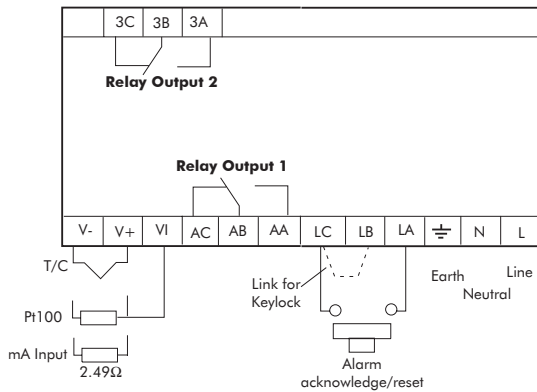 3C 3B 3A
Relay Output 2
Relay Output 1
V- V+ VI AC AB AA LC LB LA N L
T/C
Link for
Keylock
Earth
Line
Neutral
Pt100
mA Input
2.49Ω
Alarm
acknowledge/reset